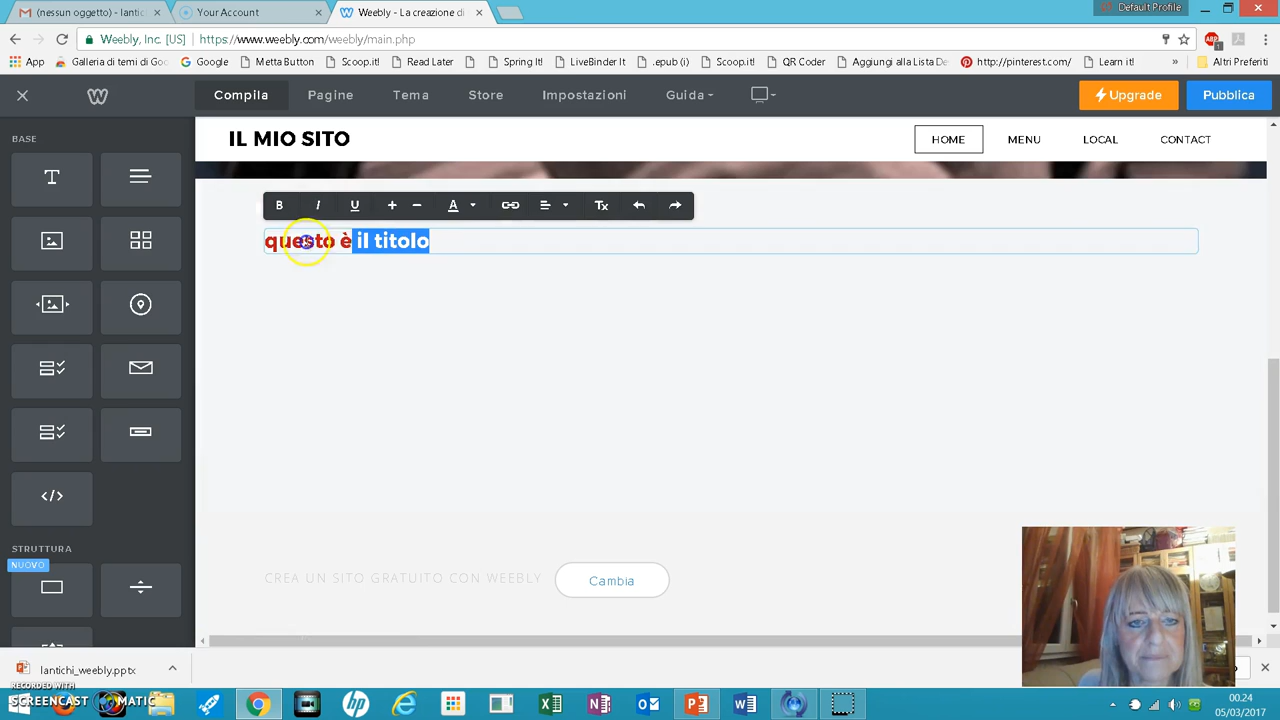 (nessun oggetto) - lantic
Your Account
Weebly - La creazione di
Default Profile
Weebly, Inc. [US]
https://www.weebly.com/weebly/main.php
App
Galleria di temi di Goo
Google
Metta Button
Scoop.it!
Read Later
Spring It!
LiveBinder It
.epub (i)
Scoop.it!
QR Coder
Aggiungi alla Lista De
http://pinterest.com/
Learn it!
»
Altri Preferiti
Compila
Pagine
Tema
Store
Impostazioni
Guida
Upgrade
Pubblica
BASE
IL MIO SITO
HOME
MENU
LOCAL
CONTACT
B I U + − A Tx
questo è il titolo
STRUTTURA
NUOVO
CREA UN SITO GRATUITO CON WEEBLY
Cambia
lantichi_weebly.pptx
RECORDED WITH
SCREENCAST MATIC
00.24
05/03/2017